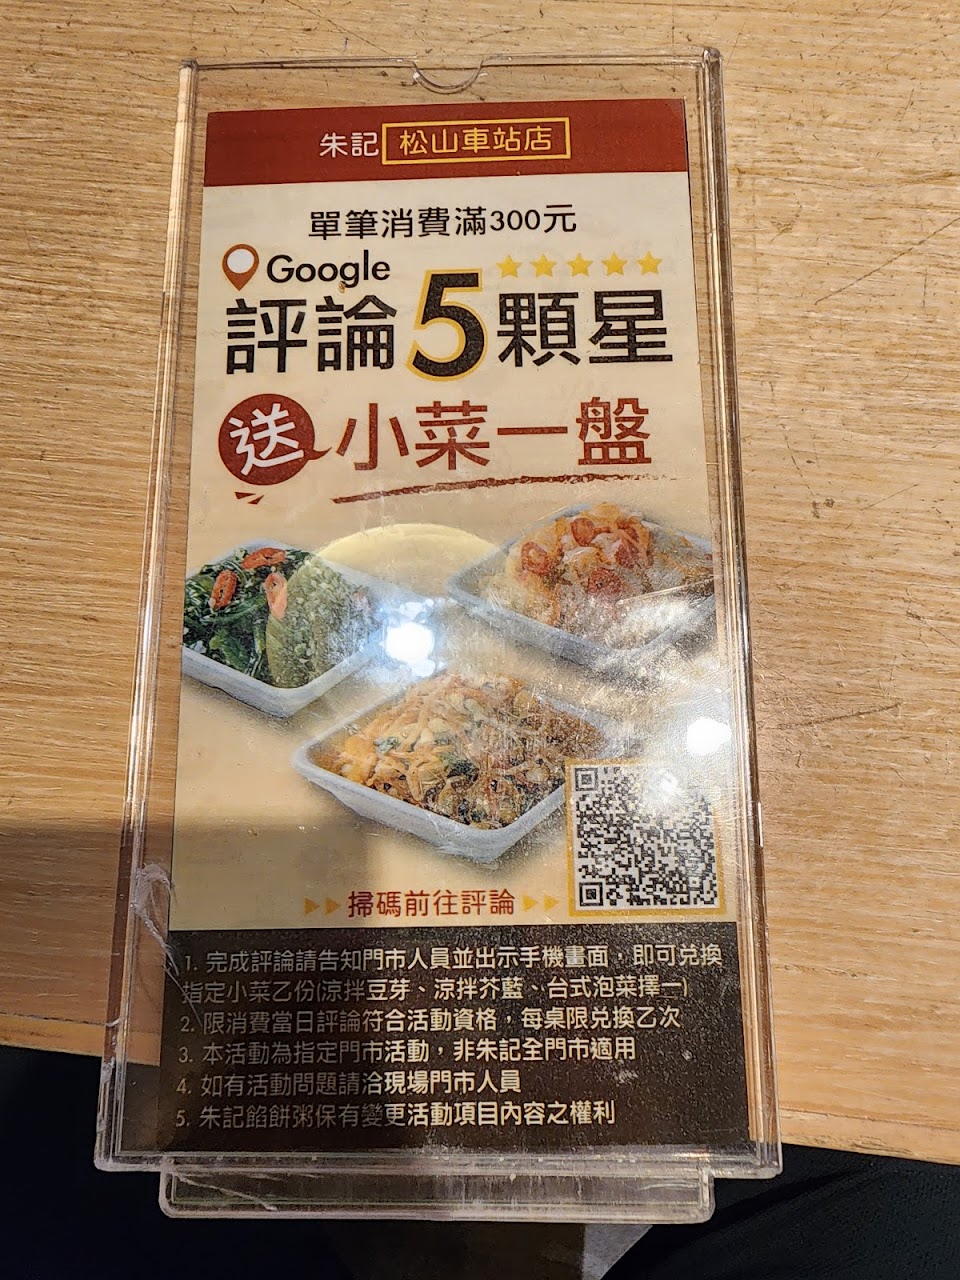 朱記 松山車站店
單筆消費滿300元
Google
評論5顆星
送小菜一盤
掃碼前往評論
1. 完成評論請告知門市人員並出示手機畫面，即可兌換
指定小菜乙份(涼拌豆芽、涼拌芥藍、台式泡菜擇一)
2. 限消費當日評論符合活動資格，每桌限兌換乙次
3. 本活動為指定門市活動，非朱記全門市適用
4. 如有活動問題請洽現場門市人員
5. 朱記餡餅粥保有變更活動項目內容之權利